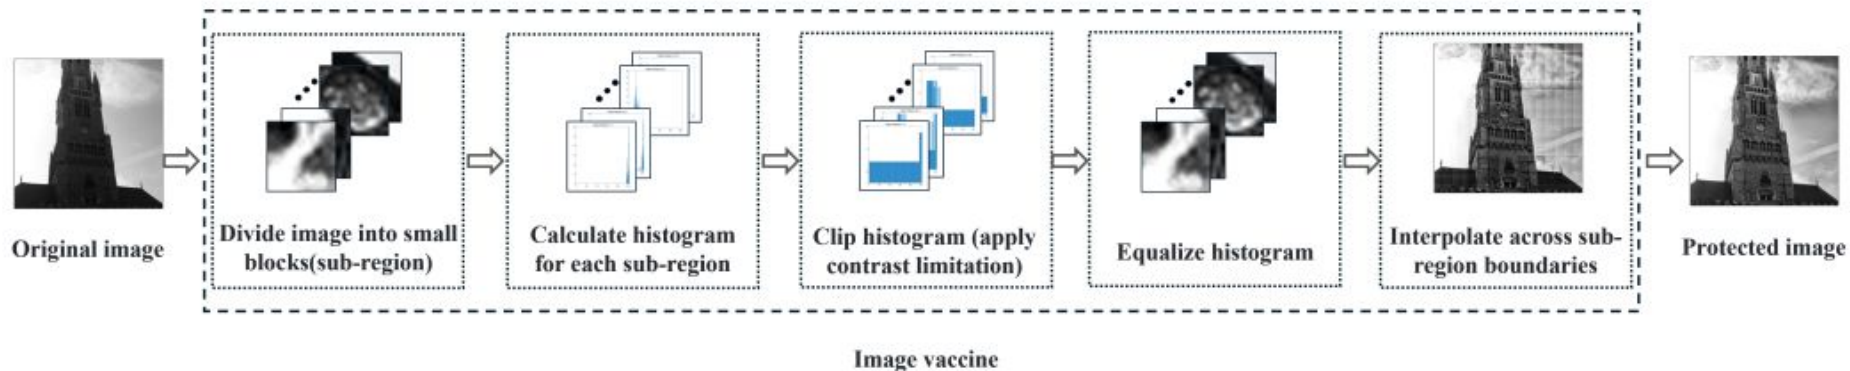 Original image
Divide image into small
blocks(sub-region)
Calculate histogram
for each sub-region
Clip histogram (apply
contrast limitation)
Equalize histogram
Interpolate across sub-
region boundaries
Protected image
Image vaccine